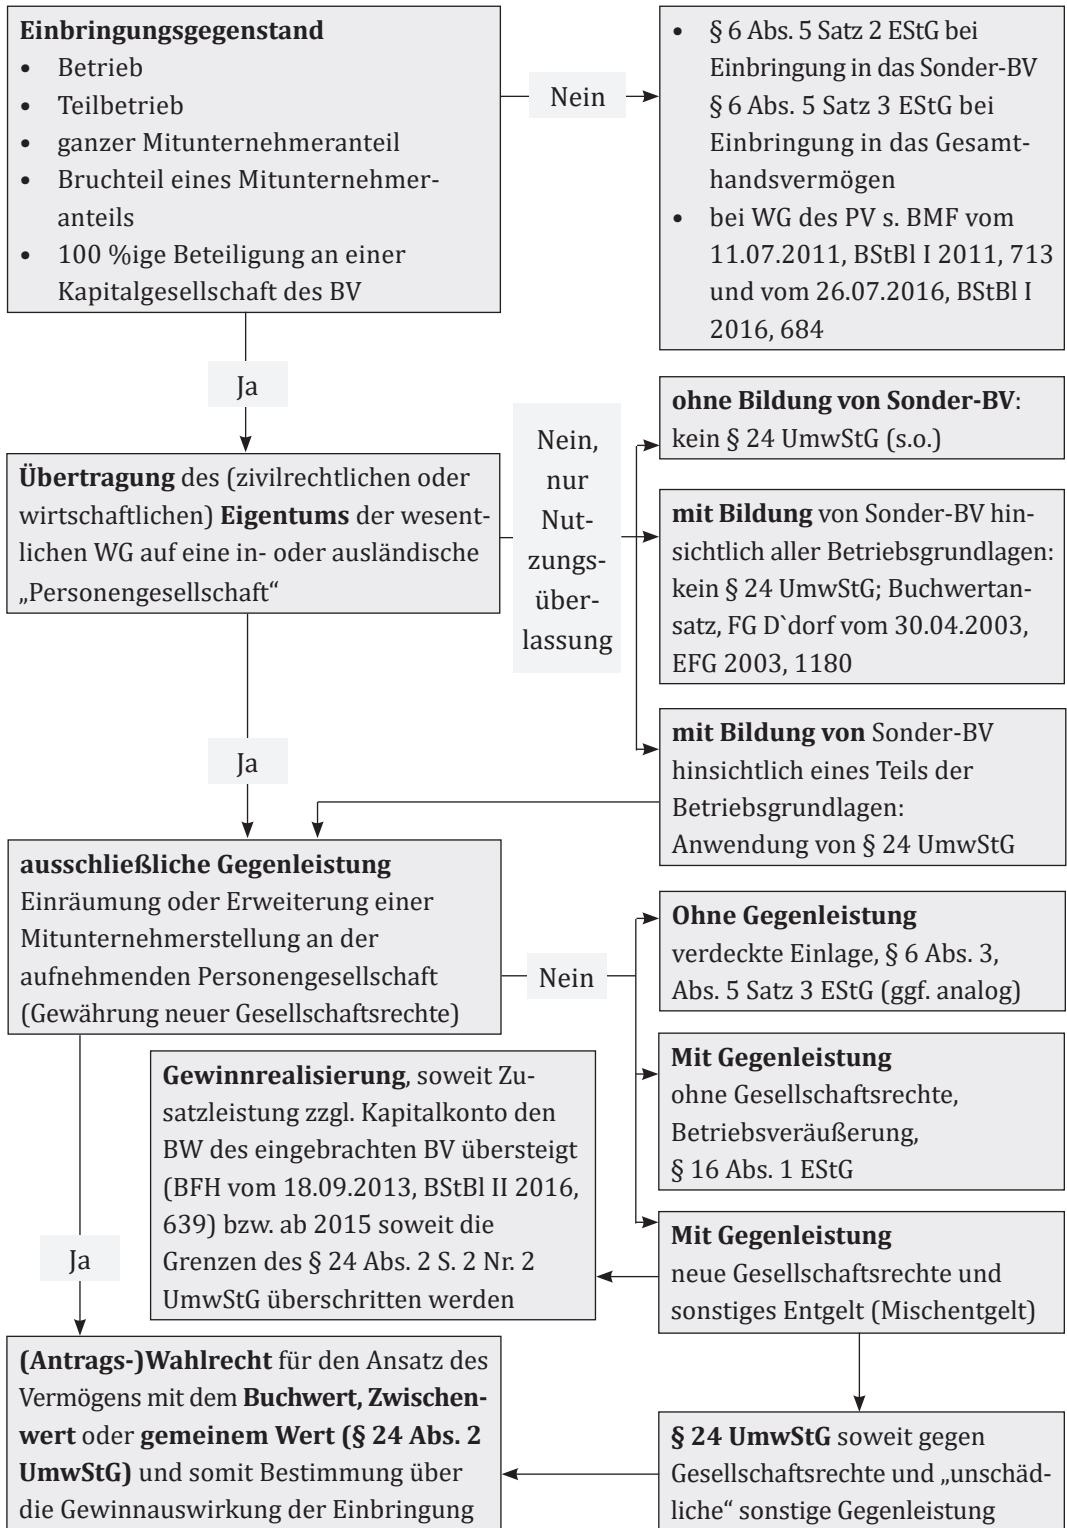 Einbringungsgegenstand
• Betrieb
• Teilbetrieb
• ganzer Mitunternehmeranteil
• Bruchteil eines Mitunternehmer-
anteils
• 100 %ige Beteiligung an einer
Kapitalgesellschaft des BV
Nein
• § 6 Abs. 5 Satz 2 EStG bei
Einbringung in das Sonder-BV
§ 6 Abs. 5 Satz 3 EStG bei
Einbringung in das Gesamt-
handsvermögen
• bei WG des PV s. BMF vom
11.07.2011, BStBl I 2011, 713
und vom 26.07.2016, BStBl I
2016, 684
Ja
Übertragung des (zivilrechtlichen oder
wirtschaftlichen) Eigentums der wesent-
lichen WG auf eine in- oder ausländische
„Personengesellschaft“
Nein,
nur
Nut-
zungs-
über-
lassung
ohne Bildung von Sonder-BV:
kein § 24 UmwStG (s.o.)
mit Bildung von Sonder-BV hin-
sichtlich aller Betriebsgrundlagen:
kein § 24 UmwStG; Buchwertan-
satz, FG D`dorf vom 30.04.2003,
EFG 2003, 1180
mit Bildung von Sonder-BV
hinsichtlich eines Teils der
Betriebsgrundlagen:
Anwendung von § 24 UmwStG
Ja
ausschließliche Gegenleistung
Einräumung oder Erweiterung einer
Mitunternehmerstellung an der
aufnehmenden Personengesellschaft
(Gewährung neuer Gesellschaftsrechte)
Nein
Ohne Gegenleistung
verdeckte Einlage, § 6 Abs. 3,
Abs. 5 Satz 3 EStG (ggf. analog)
Mit Gegenleistung
ohne Gesellschaftsrechte,
Betriebsveräußerung,
§ 16 Abs. 1 EStG
Mit Gegenleistung
neue Gesellschaftsrechte und
sonstiges Entgelt (Mischentgelt)
Gewinnrealisierung, soweit Zu-
satzleistung zzgl. Kapitalkonto den
BW des eingebrachten BV übersteigt
(BFH vom 18.09.2013, BStBl II 2016,
639) bzw. ab 2015 soweit die
Grenzen des § 24 Abs. 2 S. 2 Nr. 2
UmwStG überschritten werden
Ja
(Antrags-)Wahlrecht für den Ansatz des
Vermögens mit dem Buchwert, Zwischen-
wert oder gemeinem Wert (§ 24 Abs. 2
UmwStG) und somit Bestimmung über
die Gewinnauswirkung der Einbringung
§ 24 UmwStG soweit gegen
Gesellschaftsrechte und „unschäd-
liche“ sonstige Gegenleistung